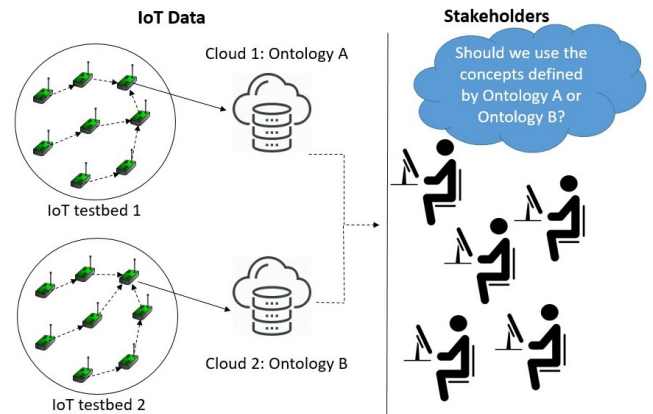 IoT Data
Stakeholders
Cloud 1: Ontology A
Should we use the
concepts defined
by Ontology A or
Ontology B?
IoT testbed 1
Cloud 2: Ontology B
IoT testbed 2